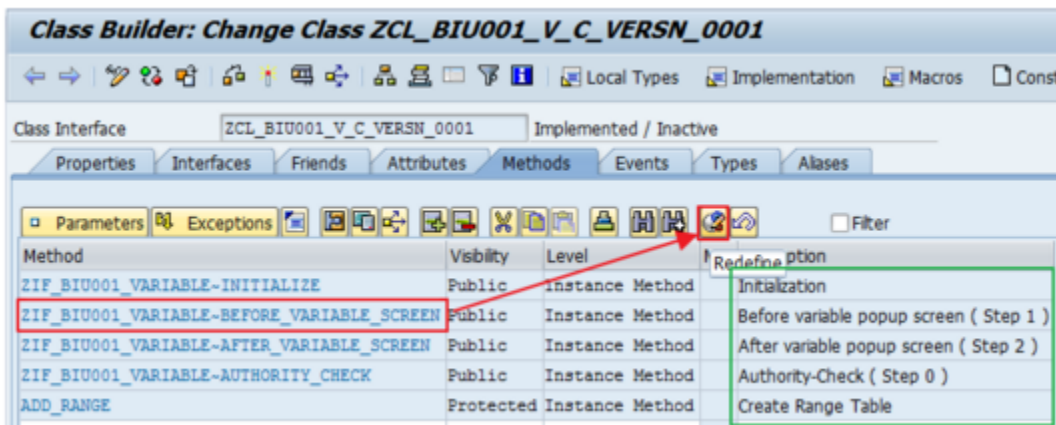 Class Builder: Change Class ZCL_BIU001_V_C_VERSN_0001
Local Types Implementation Macros Const
Class Interface ZCL_BIU001_V_C_VERSN_0001 Implemented / Inactive
Properties Interfaces Friends Attributes Methods Events Types Aliases
Parameters Exceptions Filter
Method Visibility Level M ption
Redefine
ZIF_BIU001_VARIABLE~INITIALIZE Public Instance Method Initialization
ZIF_BIU001_VARIABLE~BEFORE_VARIABLE_SCREEN Public Instance Method Before variable popup screen ( Step 1 )
ZIF_BIU001_VARIABLE~AFTER_VARIABLE_SCREEN Public Instance Method After variable popup screen ( Step 2 )
ZIF_BIU001_VARIABLE~AUTHORITY_CHECK Public Instance Method Authority-Check ( Step 0 )
ADD_RANGE Protected Instance Method Create Range Table